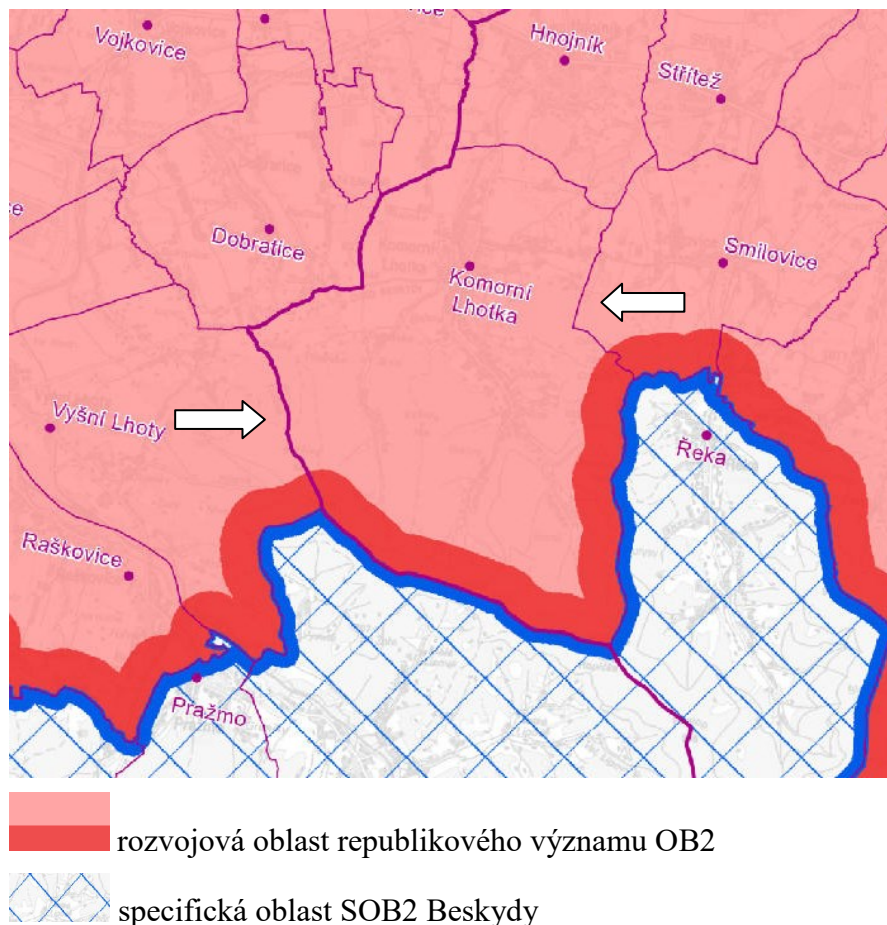 Vojkovice
Hnojník
Střítež
Dobratice
Smilovice
Komorní
Lhotka
Vyšní Lhoty
Řeka
Raškovice
Pražmo
rozvojová oblast republikového významu OB2
specifická oblast SOB2 Beskydy